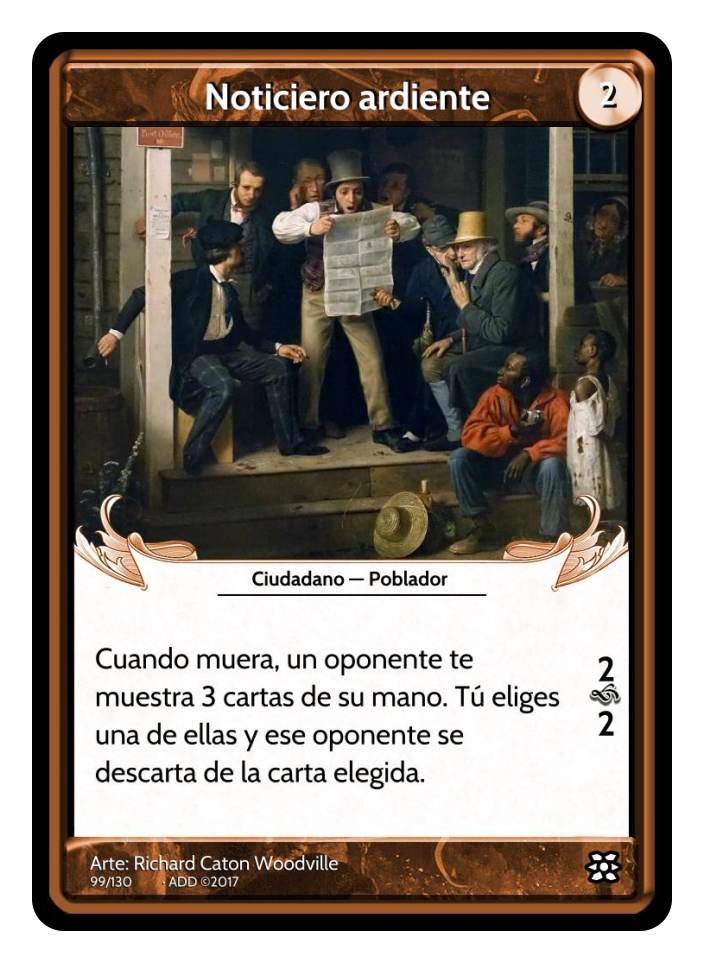 Noticiero ardiente
2
Post Office
Ciudadano — Poblador
Cuando muera, un oponente te
muestra 3 cartas de su mano. Tú eliges
una de ellas y ese oponente se
descarta de la carta elegida.
2
2
Arte: Richard Caton Woodville
99/130 · ADD ©2017